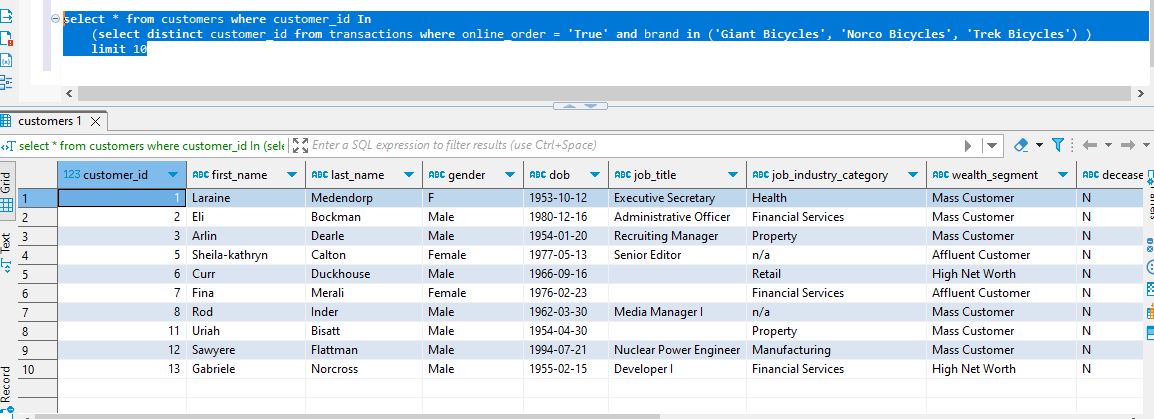 select * from customers where customer_id In
(select distinct customer_id from transactions where online_order = 'True' and brand in ('Giant Bicycles', 'Norco Bicycles', 'Trek Bicycles') )
limit 10
customers 1
select * from customers where customer_id In (sele Enter a SQL expression to filter results (use Ctrl+Space)
Grid
Text
Record
123 customer_id ABC first_name ABC last_name ABC gender ABC dob ABC job_title ABC job_industry_category ABC wealth_segment ABC decease
1 1 Laraine Medendorp F 1953-10-12 Executive Secretary Health Mass Customer N
2 2 Eli Bockman Male 1980-12-16 Administrative Officer Financial Services Mass Customer N
3 3 Arlin Dearle Male 1954-01-20 Recruiting Manager Property Mass Customer N
4 5 Sheila-kathryn Calton Female 1977-05-13 Senior Editor n/a Affluent Customer N
5 6 Curr Duckhouse Male 1966-09-16 Retail High Net Worth N
6 7 Fina Merali Female 1976-02-23 Financial Services Affluent Customer N
7 8 Rod Inder Male 1962-03-30 Media Manager I n/a Mass Customer N
8 11 Uriah Bisatt Male 1954-04-30 Property Mass Customer N
9 12 Sawyere Flattman Male 1994-07-21 Nuclear Power Engineer Manufacturing Mass Customer N
10 13 Gabriele Norcross Male 1955-02-15 Developer I Financial Services High Net Worth N